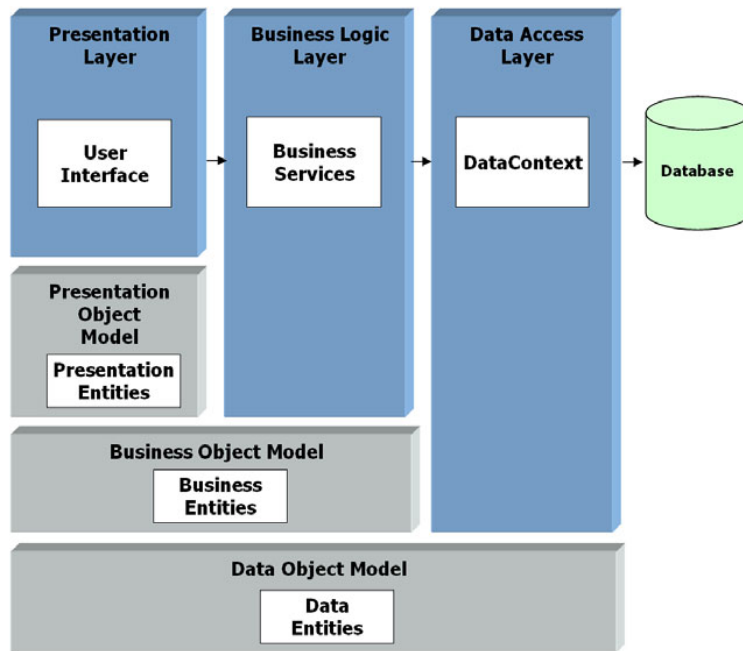 Presentation
Layer
User
Interface
Business Logic
Layer
Business
Services
Data Access
Layer
DataContext
Database
Presentation
Object
Model
Presentation
Entities
Business Object Model
Business
Entities
Data Object Model
Data
Entities